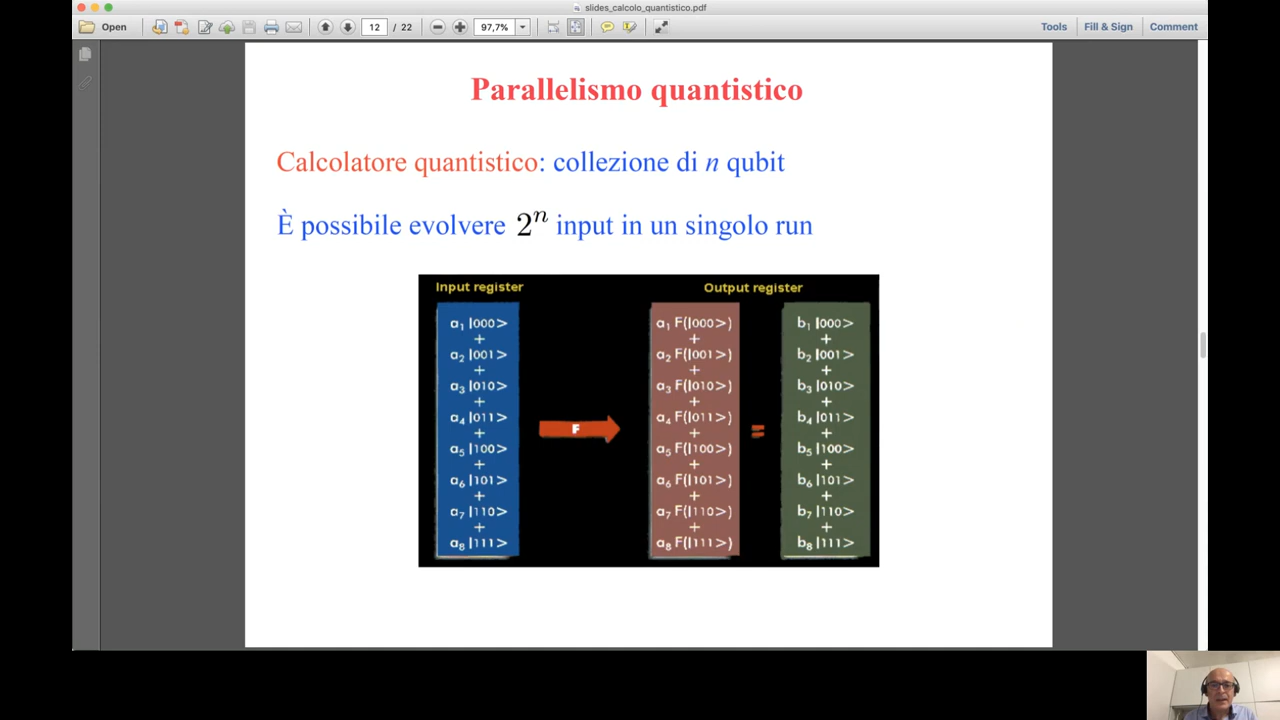 slides_calcolo_quantistico.pdf
Open
12 / 22
97,7%
Tools
Fill & Sign
Comment
Parallelismo quantistico
Calcolatore quantistico: collezione di n qubit
È possibile evolvere 2^n input in un singolo run
Input register
Output register
a₁ |000>
+
a₂ |001>
+
a₃ |010>
+
a₄ |011>
+
a₅ |100>
+
a₆ |101>
+
a₇ |110>
+
a₈ |111>
F
a₁ F(|000>)
+
a₂ F(|001>)
+
a₃ F(|010>)
+
a₄ F(|011>)
+
a₅ F(|100>)
+
a₆ F(|101>)
+
a₇ F(|110>)
+
a₈ F(|111>)
=
b₁ |000>
+
b₂ |001>
+
b₃ |010>
+
b₄ |011>
+
b₅ |100>
+
b₆ |101>
+
b₇ |110>
+
b₈ |111>